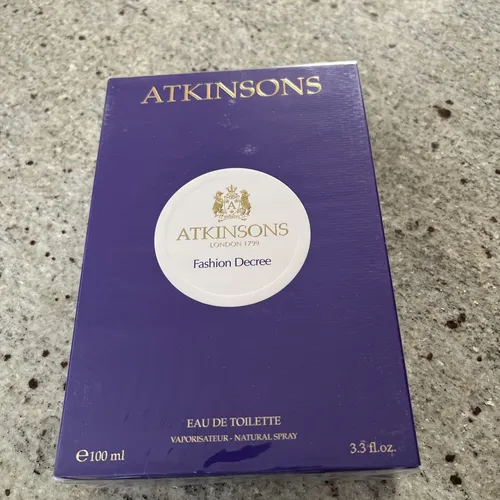 ATKINSONS
A
ATKINSONS
LONDON 1799
Fashion Decree
EAU DE TOILETTE
VAPORISATEUR - NATURAL SPRAY
℮100 ml
3.3 fl.oz.